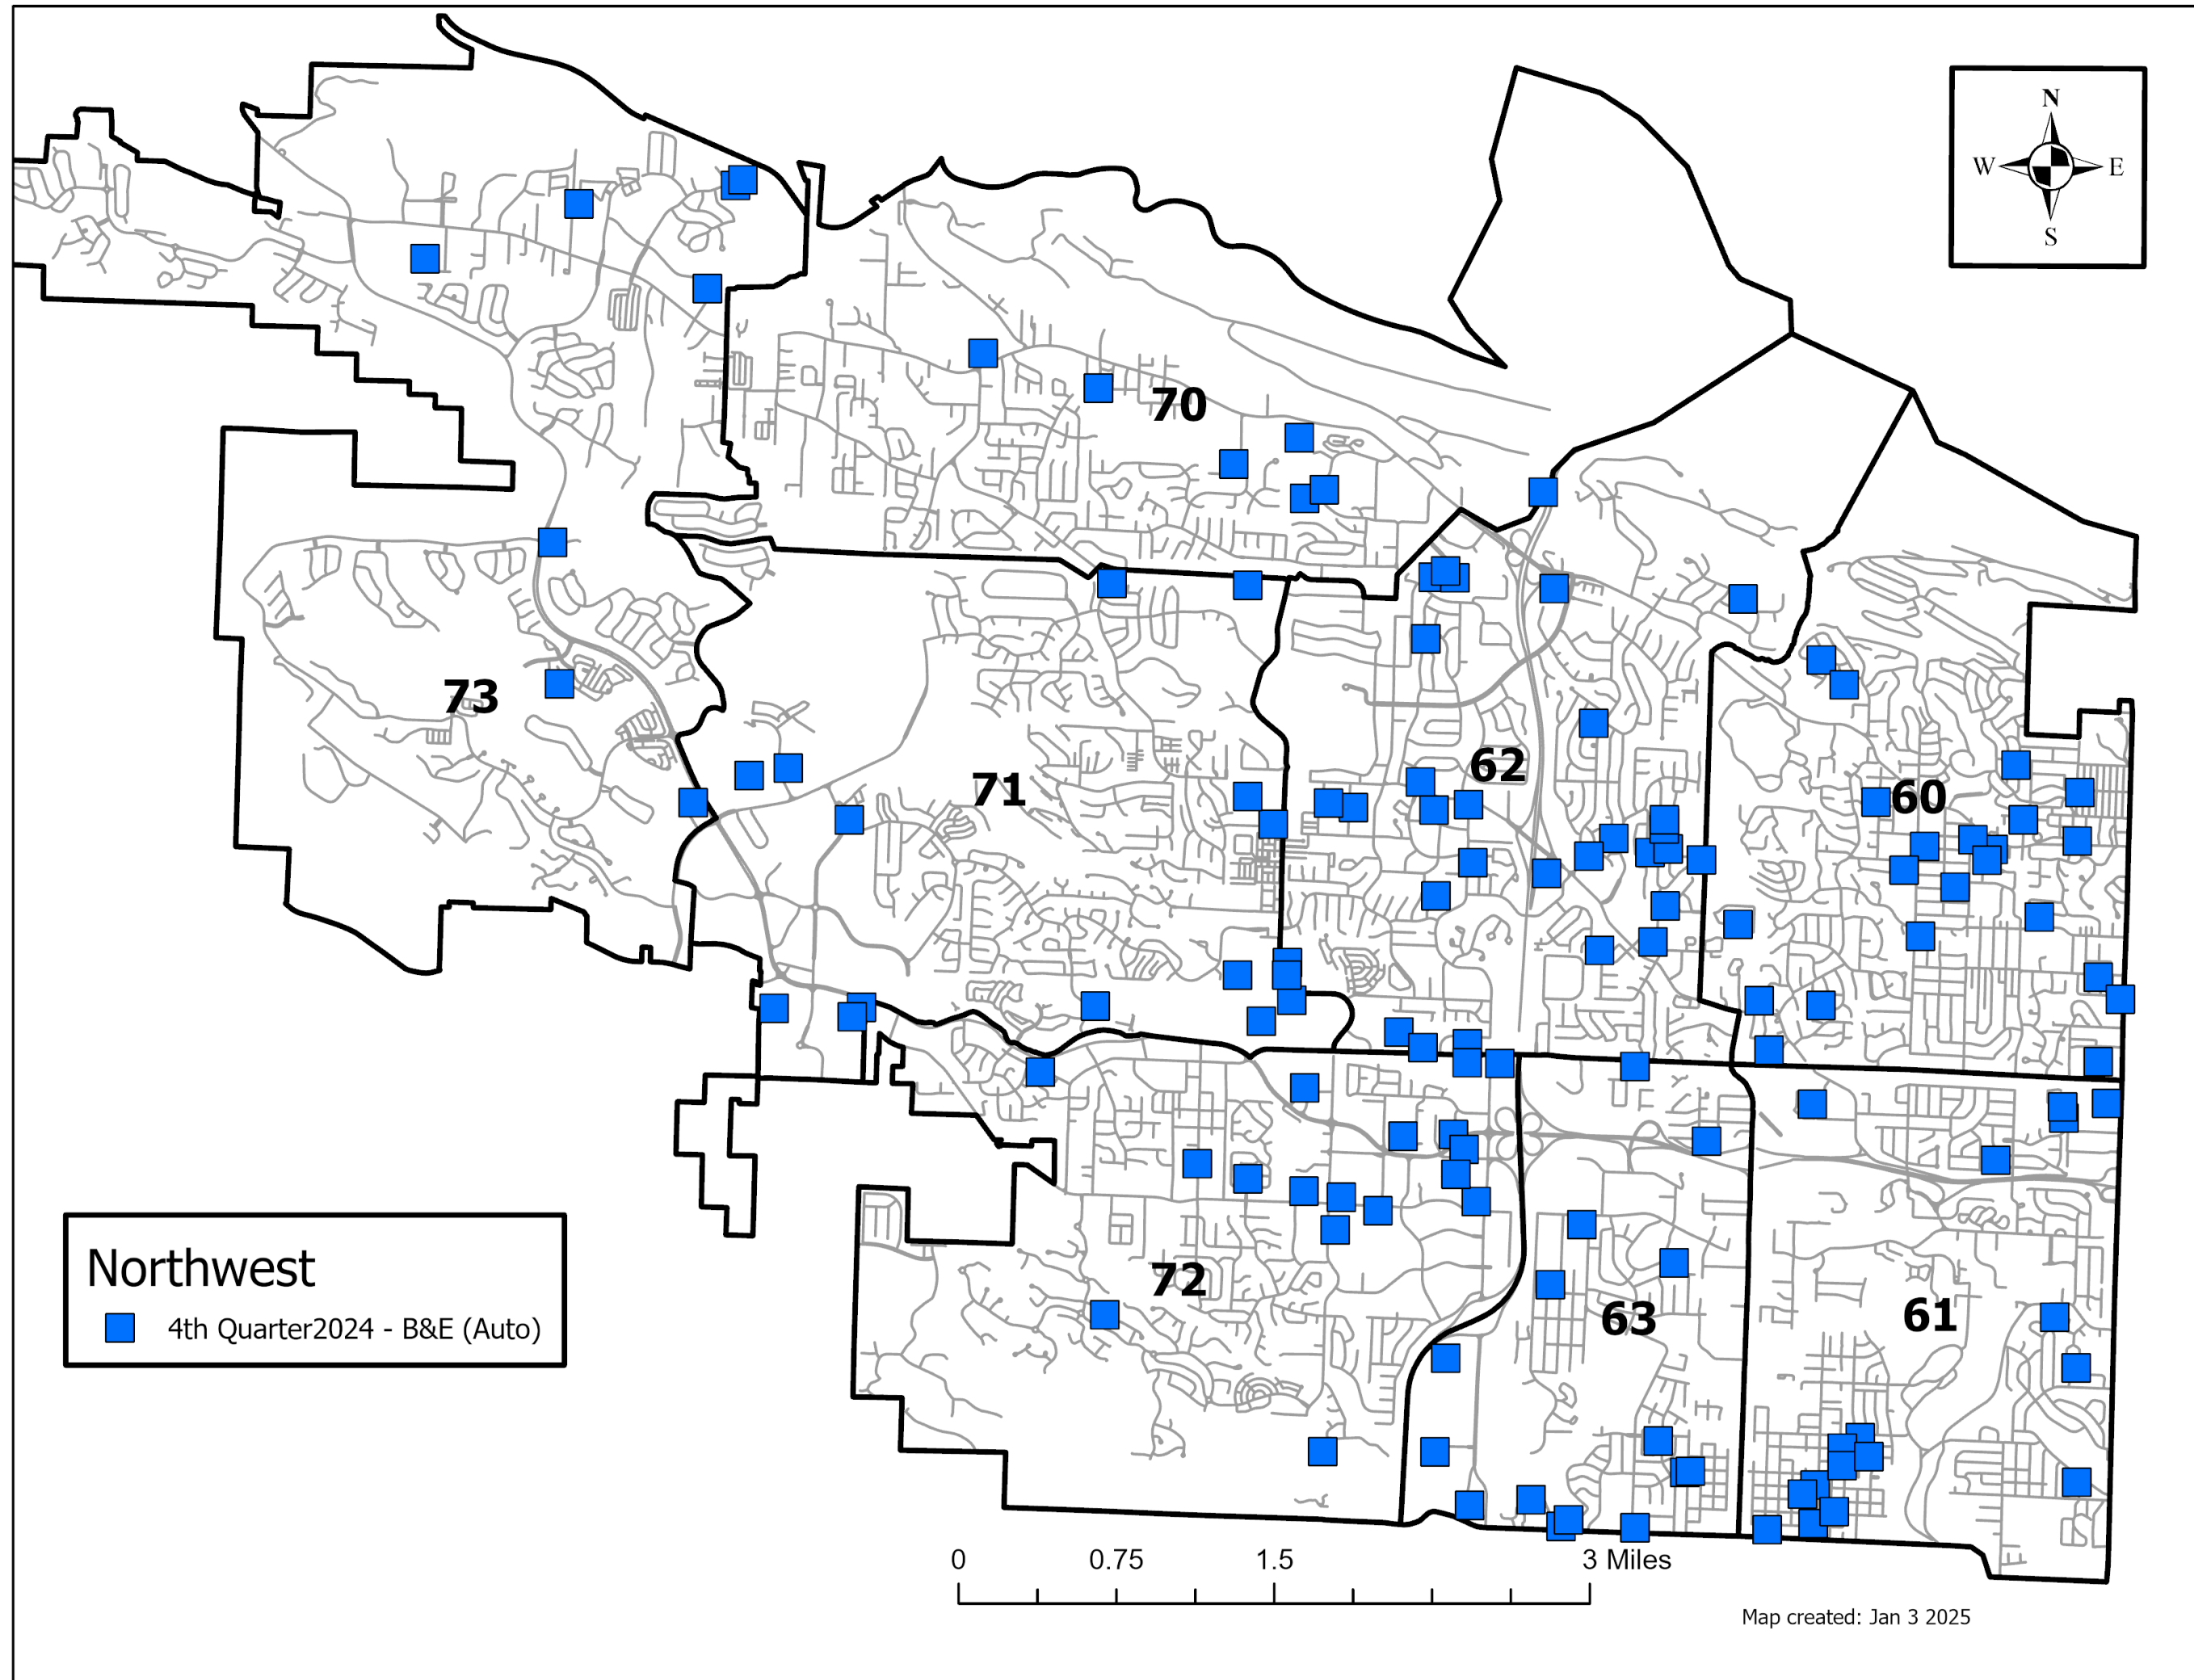 N
W E
S
70
73
71
62
60
72
63
61
Northwest
4th Quarter2024 - B&E (Auto)
0 0.75 1.5 3 Miles
Map created: Jan 3 2025